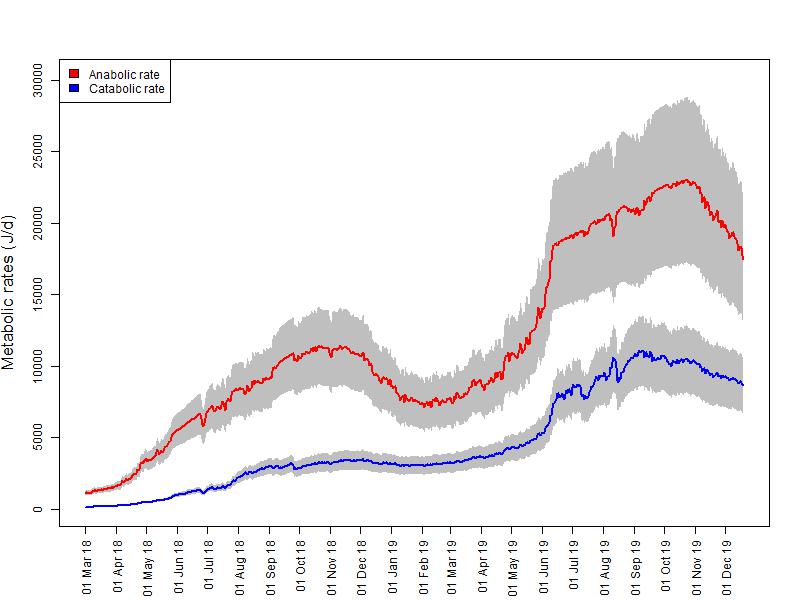 Anabolic rate
Catabolic rate
Metabolic rates (J/d)
30000
25000
20000
15000
10000
5000
0
01 Mar 18
01 Apr 18
01 May 18
01 Jun 18
01 Jul 18
01 Aug 18
01 Sep 18
01 Oct 18
01 Nov 18
01 Dec 18
01 Jan 19
01 Feb 19
01 Mar 19
01 Apr 19
01 May 19
01 Jun 19
01 Jul 19
01 Aug 19
01 Sep 19
01 Oct 19
01 Nov 19
01 Dec 19